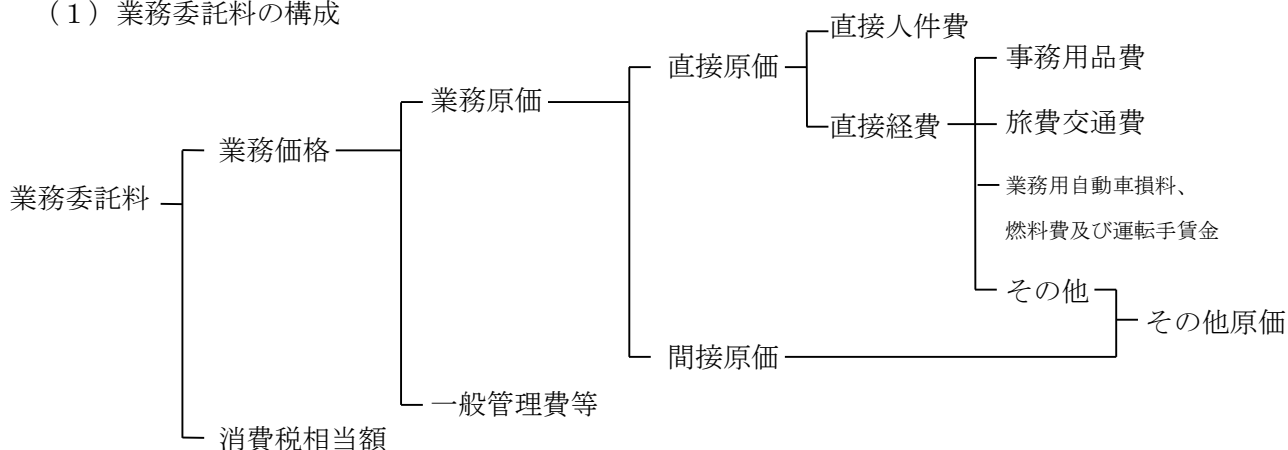 （１）業務委託料の構成
直接人件費
直接原価
事務用品費
業務原価
直接経費
旅費交通費
業務価格
業務委託料
業務用自動車損料、
燃料費及び運転手賃金
その他
その他原価
間接原価
一般管理費等
消費税相当額